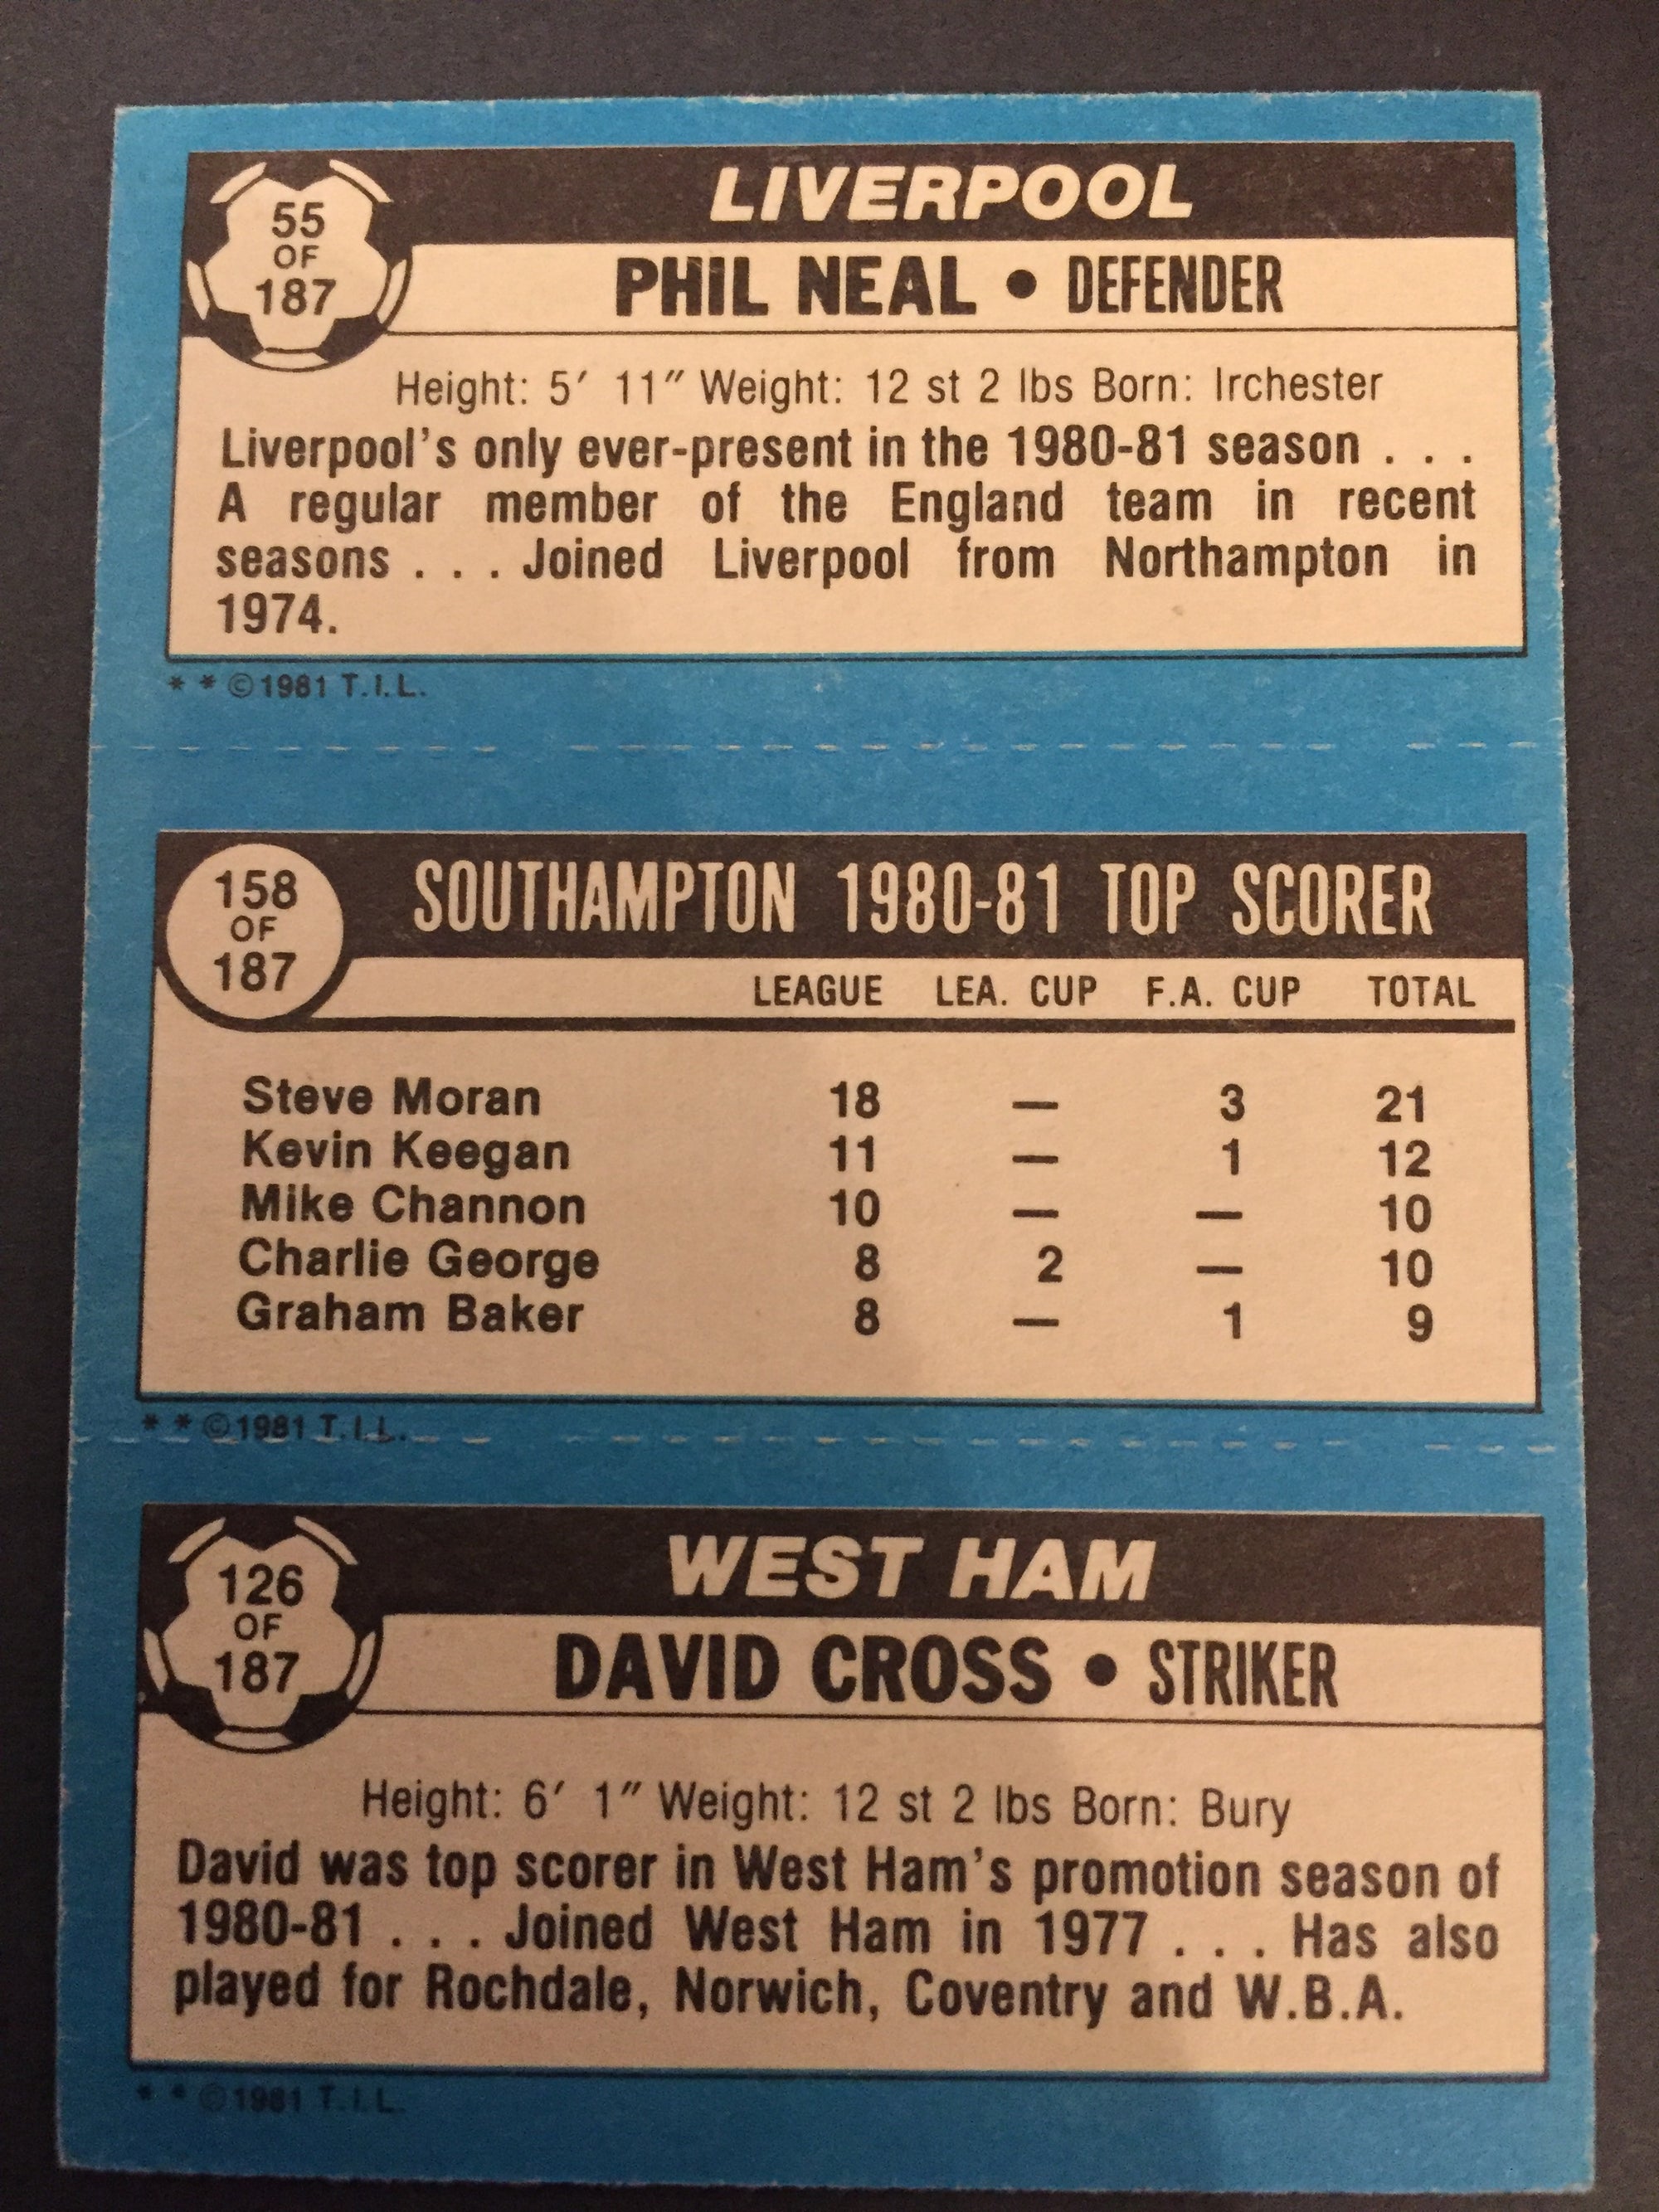 LIVERPOOL
55
OF
187
PHIL NEAL • DEFENDER
Height: 5′ 11″ Weight: 12 st 2 lbs Born: Irchester
Liverpool's only ever-present in the 1980-81 season . . .
A regular member of the England team in recent
seasons . . . Joined Liverpool from Northampton in
1974.
* * ©1981 T.I.L.
158
OF
187
SOUTHAMPTON 1980-81 TOP SCORER
LEAGUE LEA. CUP F.A. CUP TOTAL
Steve Moran 18 — 3 21
Kevin Keegan 11 — 1 12
Mike Channon 10 — — 10
Charlie George 8 2 — 10
Graham Baker 8 — 1 9
* * ©1981 T.I.L.
WEST HAM
126
OF
187
DAVID CROSS • STRIKER
Height: 6′ 1″ Weight: 12 st 2 lbs Born: Bury
David was top scorer in West Ham's promotion season of
1980-81 . . . Joined West Ham in 1977 . . . Has also
played for Rochdale, Norwich, Coventry and W.B.A.
* * ©1981 T.I.L.